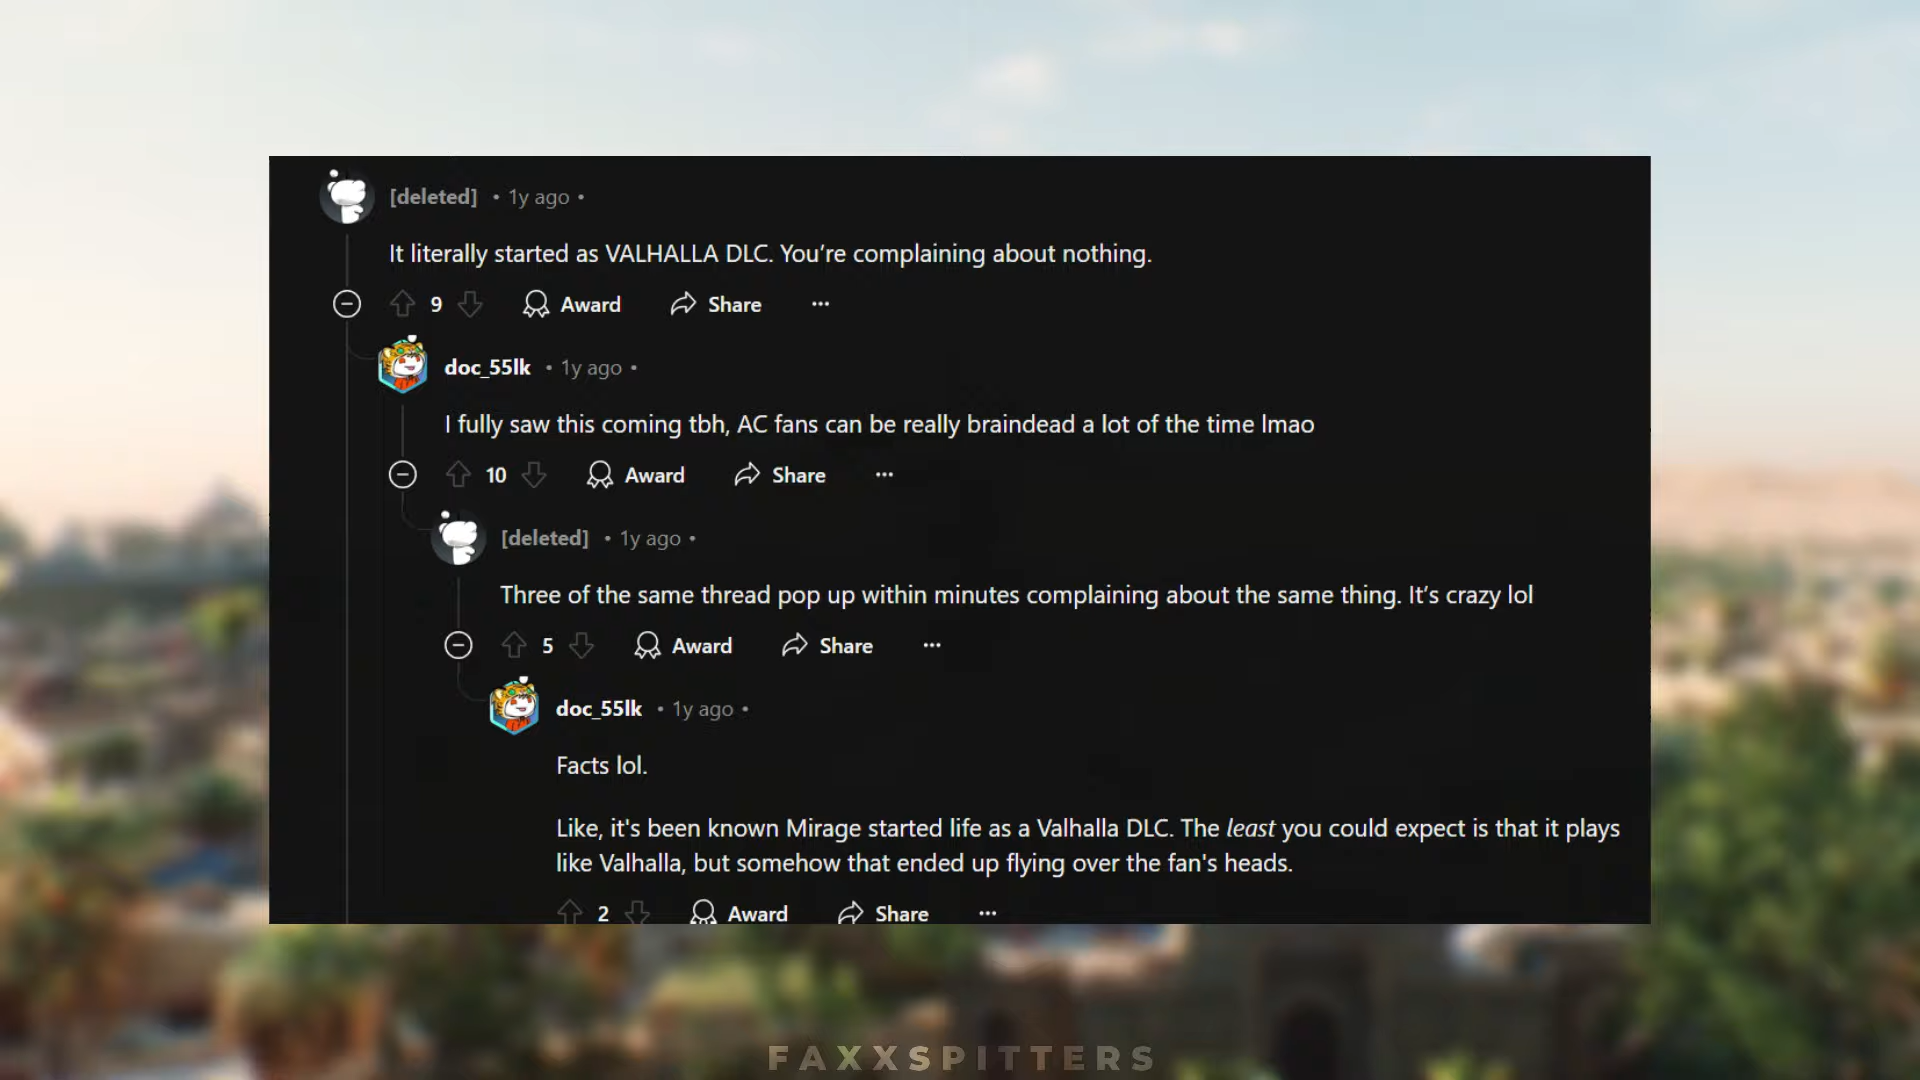 [deleted] • 1y ago •
It literally started as VALHALLA DLC. You’re complaining about nothing.
9 Award Share ···
doc_55lk • 1y ago •
I fully saw this coming tbh, AC fans can be really braindead a lot of the time lmao
10 Award Share ···
[deleted] • 1y ago •
Three of the same thread pop up within minutes complaining about the same thing. It’s crazy lol
5 Award Share ···
doc_55lk • 1y ago •
Facts lol.
Like, it's been known Mirage started life as a Valhalla DLC. The least you could expect is that it plays
like Valhalla, but somehow that ended up flying over the fan's heads.
2 Award Share ···
FAXXSPITTERS